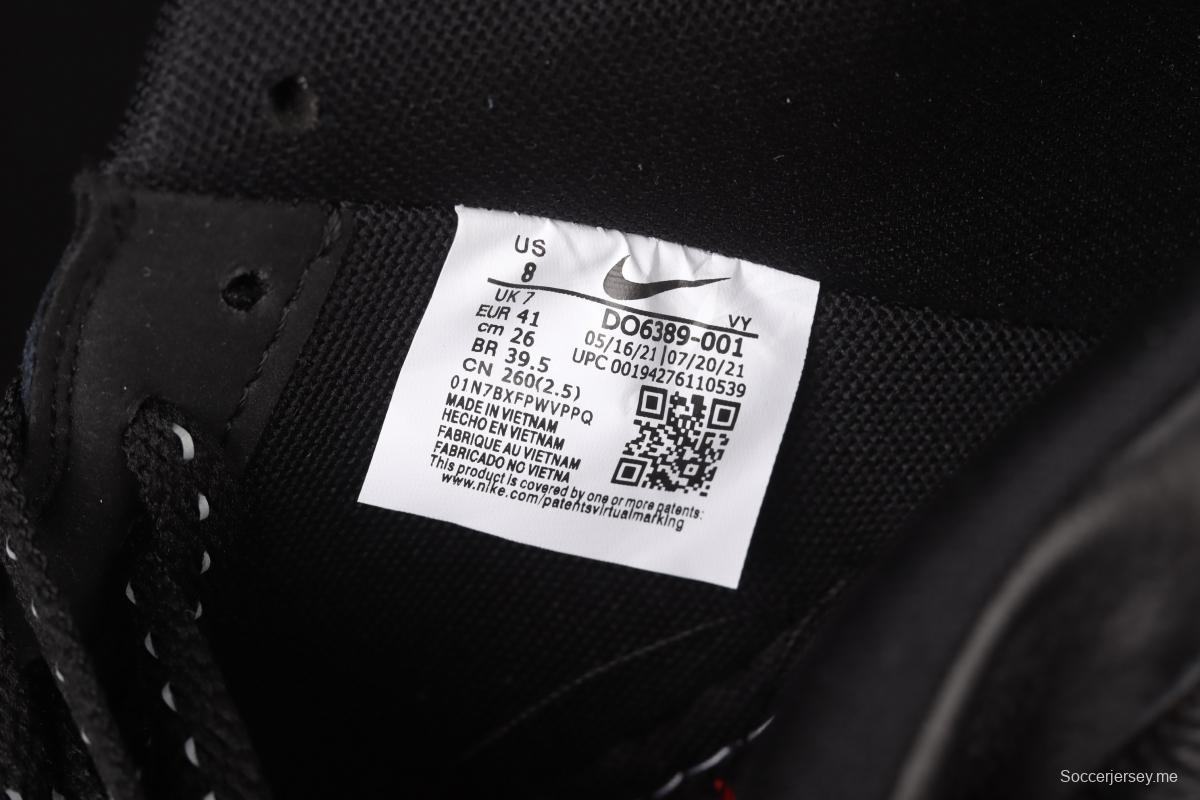 US
8
UK 7
EUR 41
cm 26
BR 39.5
CN 260(2.5)
01N7BXFPWVPPQ
MADE IN VIETNAM
HECHO EN VIETNAM
FABRIQUE AU VIETNAM
FABRICADO NO VIETNA
This product is covered by one or more patents:
www.nike.com/patentsvirtualmarking
VY
DO6389-001
05/16/21|07/20/21
UPC 00194276110539
Soccerjersey.me